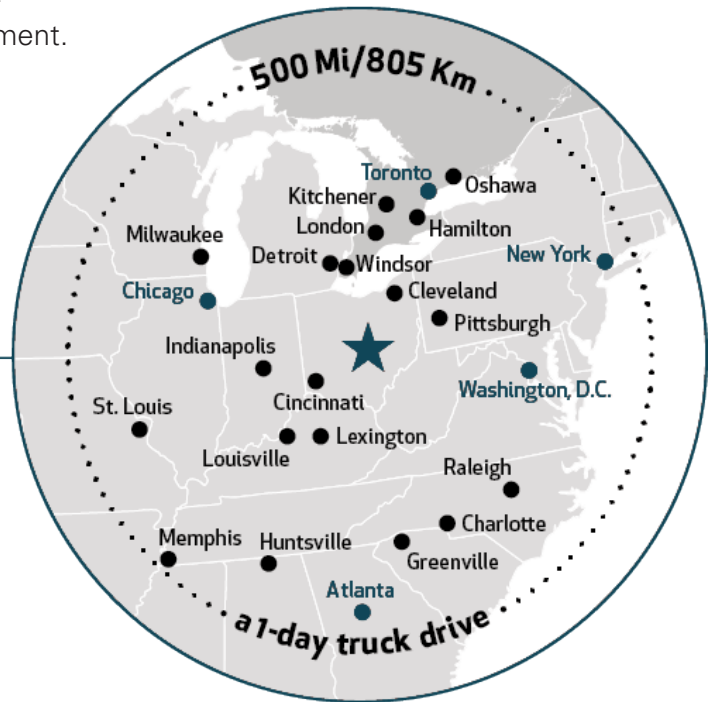 ment.
500 Mi/805 Km
Toronto
Oshawa
Kitchener
London
Hamilton
Milwaukee
Detroit
Windsor
New York
Chicago
Cleveland
Pittsburgh
Indianapolis
Cincinnati
Washington, D.C.
St. Louis
Lexington
Louisville
Raleigh
Charlotte
Memphis
Huntsville
Greenville
Atlanta
a 1-day truck drive